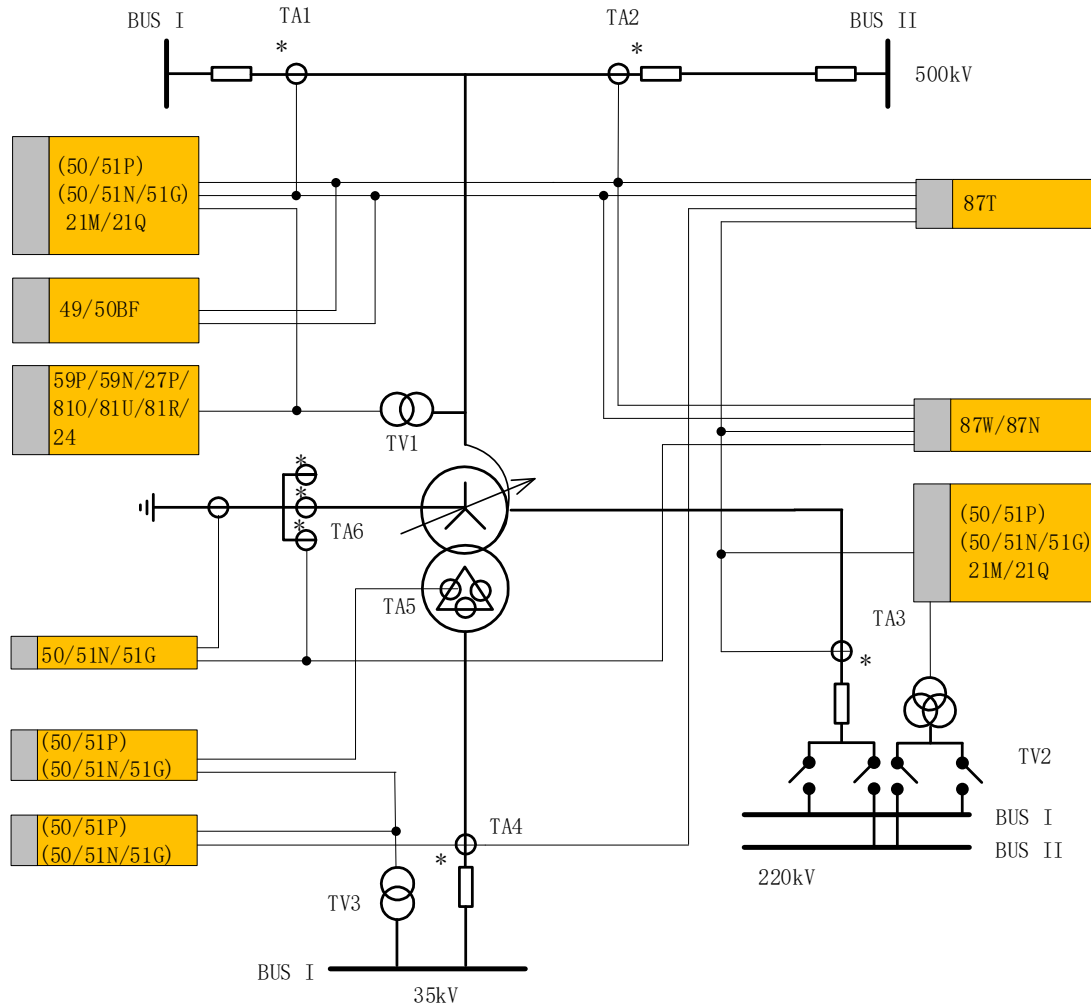 BUS I
TA1
TA2
BUS II
*
*
500kV
(50/51P)
(50/51N/51G)
21M/21Q
87T
49/50BF
59P/59N/27P/
81O/81U/81R/
24
TV1
87W/87N
*
*
*
TA6
(50/51P)
(50/51N/51G)
21M/21Q
TA5
TA3
50/51N/51G
*
(50/51P)
(50/51N/51G)
TV2
(50/51P)
(50/51N/51G)
TA4
*
BUS I
BUS II
220kV
TV3
BUS I
35kV